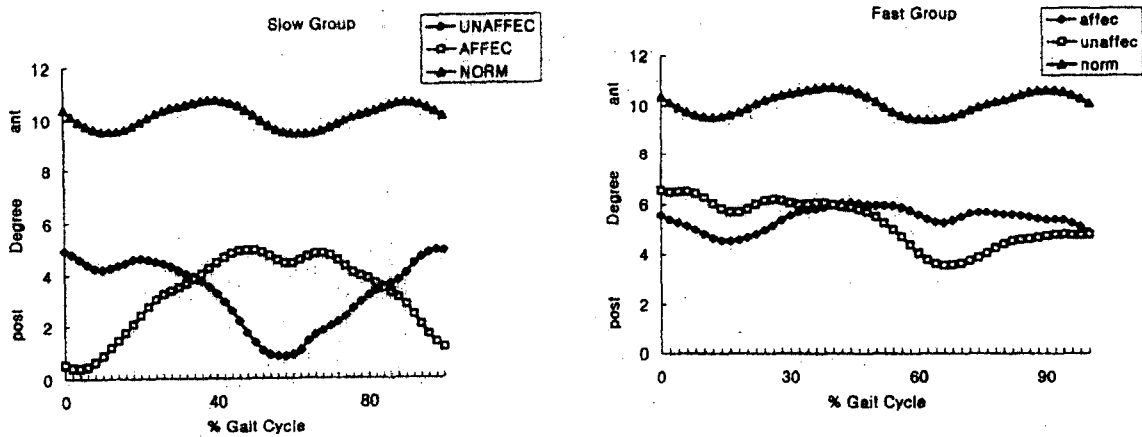 Slow Group
UNAFFEC
AFFEC
NORM
12
10
8
6
4
2
0
ant
Degree
post
0
40
80
% Gait Cycle
Fast Group
affec
unaffec
norm
12
10
8
6
4
2
0
ant
Degree
post
0
30
60
90
% Gait Cycle